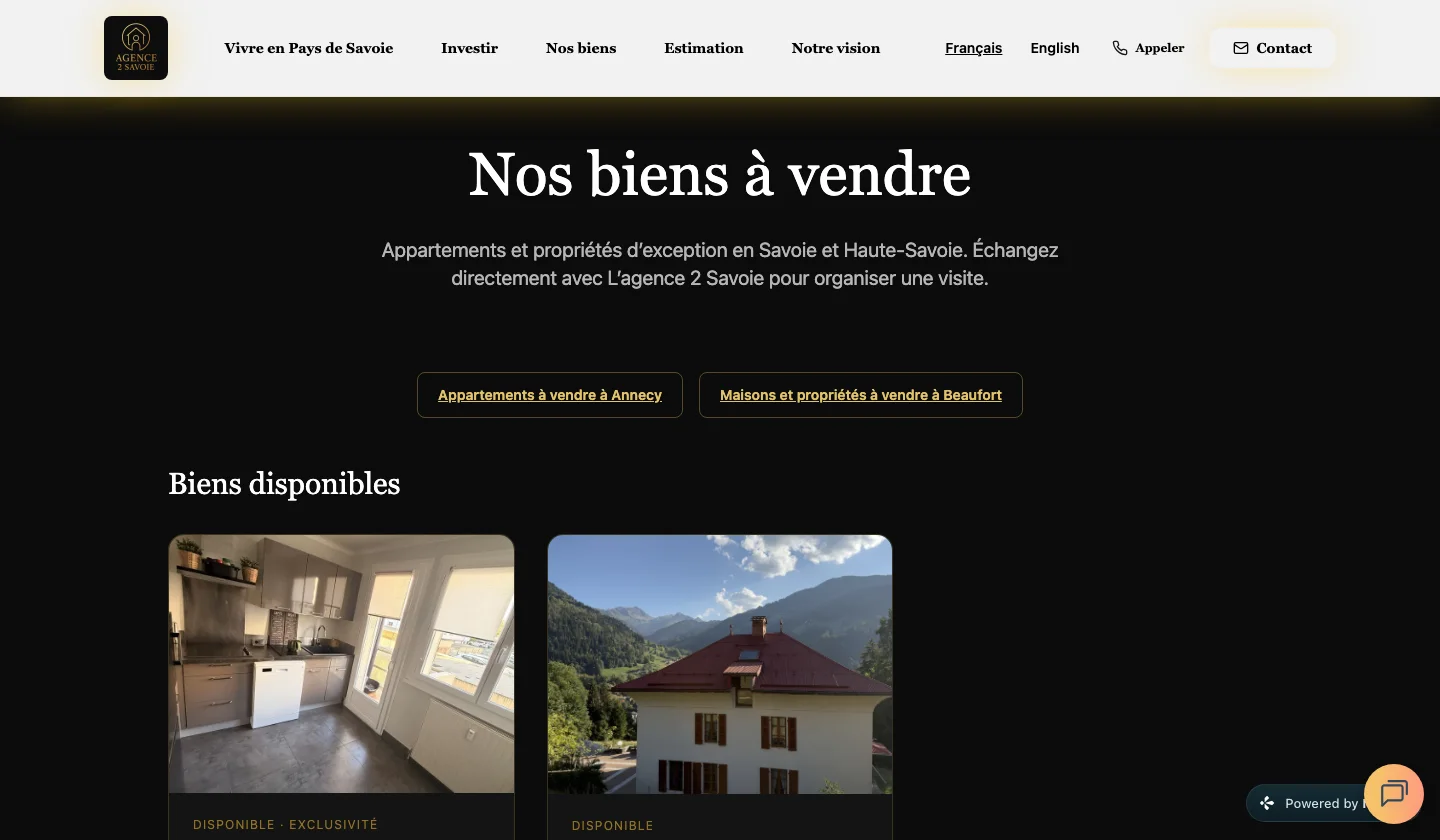 AGENCE
2 SAVOIE
Vivre en Pays de Savoie
Investir
Nos biens
Estimation
Notre vision
Français
English
Appeler
Contact
Nos biens à vendre
Appartements et propriétés d’exception en Savoie et Haute-Savoie. Échangez
directement avec L’agence 2 Savoie pour organiser une visite.
Appartements à vendre à Annecy
Maisons et propriétés à vendre à Beaufort
Biens disponibles
DISPONIBLE · EXCLUSIVITÉ
DISPONIBLE
Powered by